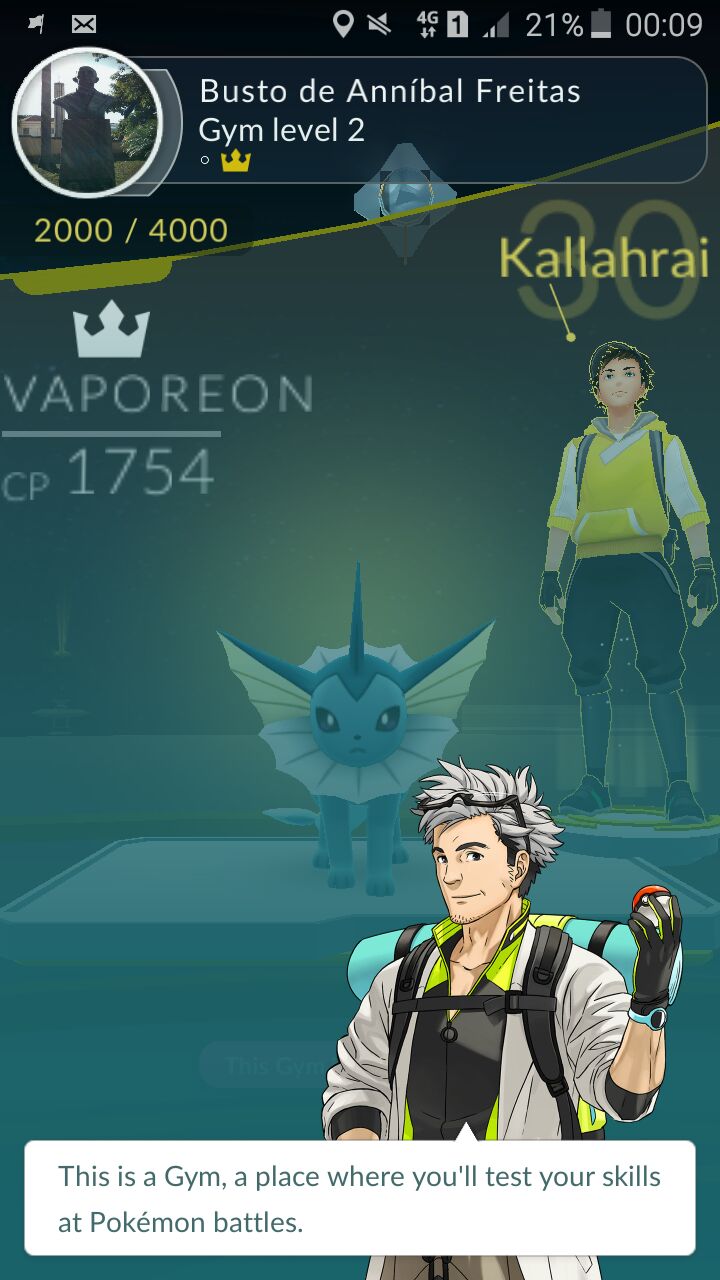 4G 1 21% 00:09
Busto de Anníbal Freitas
Gym level 2
2000 / 4000
30
Kallahrai
VAPOREON
CP 1754
This Gym
This is a Gym, a place where you'll test your skills
at Pokémon battles.